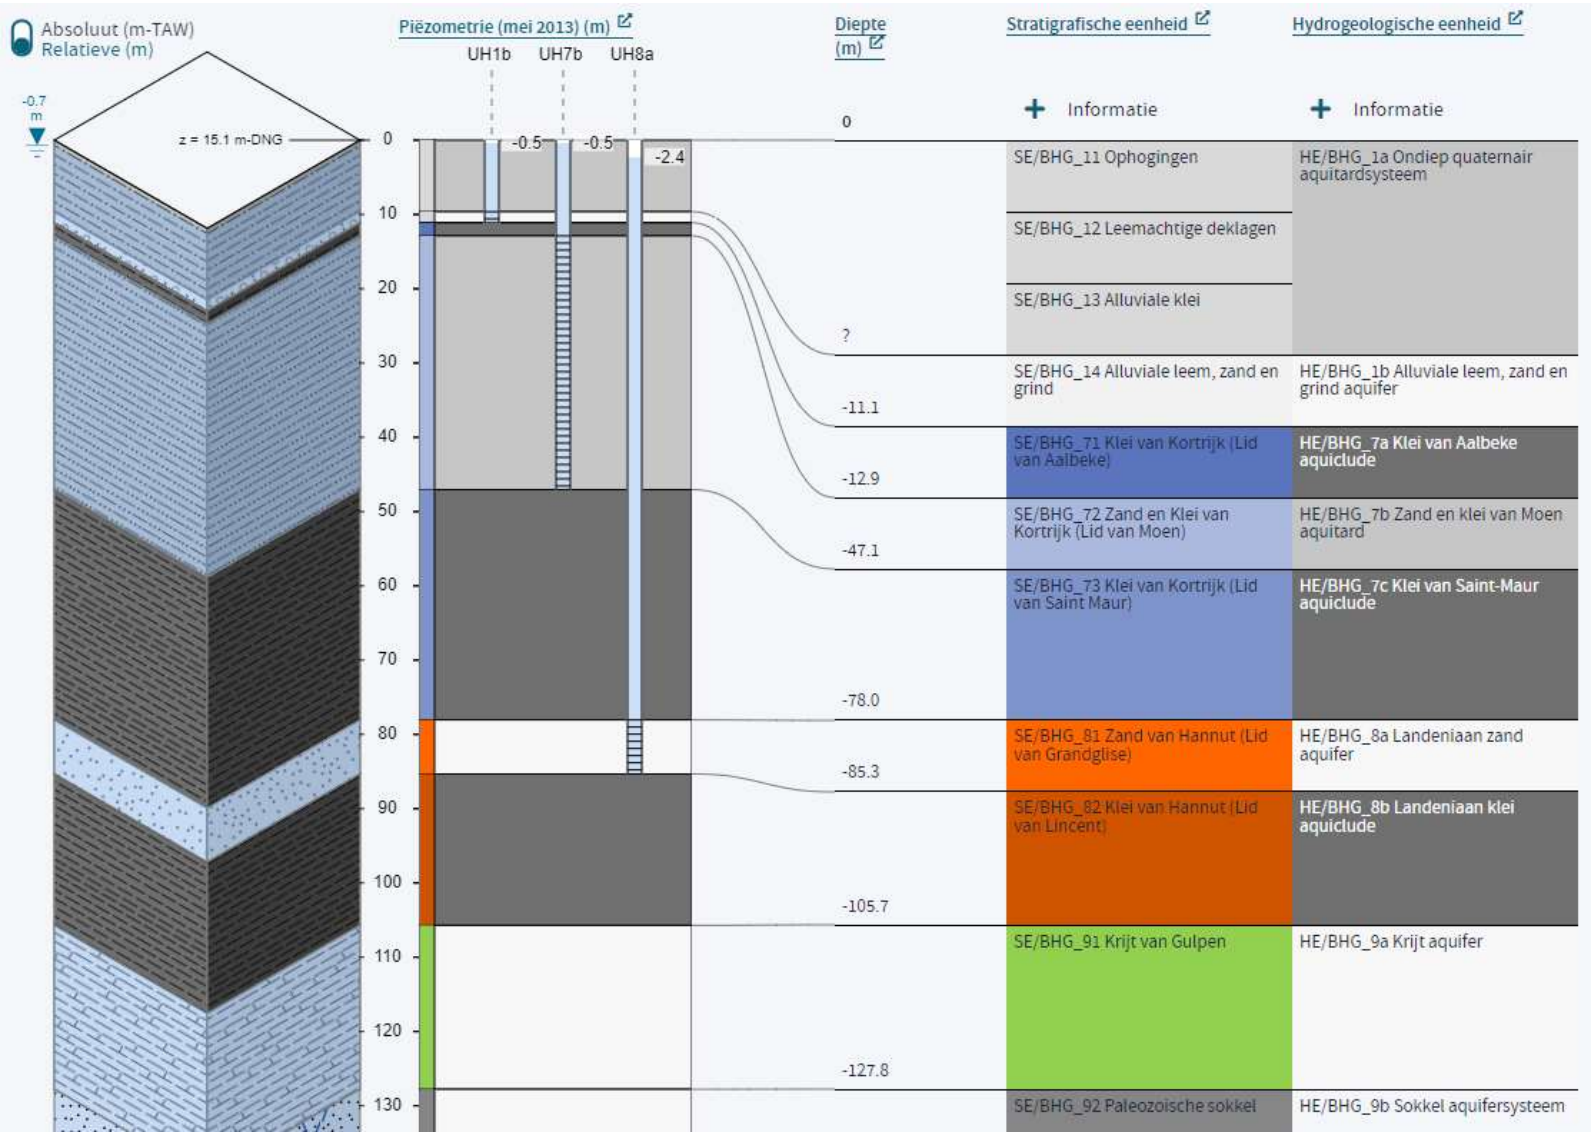 Absoluut (m-TAW)
Relatieve (m)
Piëzometrie (mei 2013) (m)
UH1b UH7b UH8a
Diepte
(m)
Stratigrafische eenheid
Hydrogeologische eenheid
-0.7
m
z = 15.1 m-DNG
+ Informatie
+ Informatie
0
0
-0.5
-0.5
-2.4
10
20
30
40
50
60
70
80
90
100
110
120
130
?
-11.1
-12.9
-47.1
-78.0
-85.3
-105.7
-127.8
SE/BHG_11 Ophogingen
SE/BHG_12 Leemachtige deklagen
SE/BHG_13 Alluviale klei
SE/BHG_14 Alluviale leem, zand en
grind
SE/BHG_71 Klei van Kortrijk (Lid
van Aalbeke)
SE/BHG_72 Zand en Klei van
Kortrijk (Lid van Moen)
SE/BHG_73 Klei van Kortrijk (Lid
van Saint Maur)
SE/BHG_81 Zand van Hannut (Lid
van Grandglise)
SE/BHG_82 Klei van Hannut (Lid
van Lincent)
SE/BHG_91 Krijt van Gulpen
SE/BHG_92 Paleozoische sokkel
HE/BHG_1a Ondiep quaternair
aquitardsysteem
HE/BHG_1b Alluviale leem, zand en
grind aquifer
HE/BHG_7a Klei van Aalbeke
aquiclude
HE/BHG_7b Zand en klei van Moen
aquitard
HE/BHG_7c Klei van Saint-Maur
aquiclude
HE/BHG_8a Landeniaan zand
aquifer
HE/BHG_8b Landeniaan klei
aquiclude
HE/BHG_9a Krijt aquifer
HE/BHG_9b Sokkel aquifersysteem